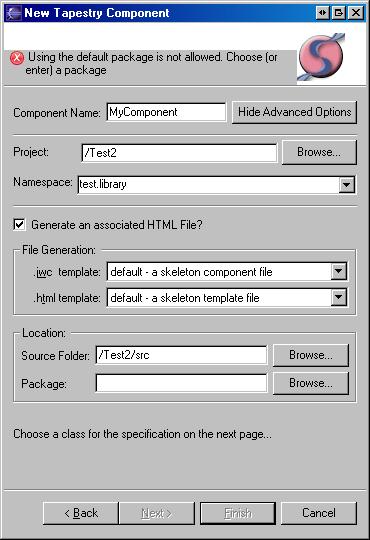 New Tapestry Component
Using the default package is not allowed. Choose (or
enter) a package
Component Name: MyComponent Hide Advanced Options
Project: /Test2 Browse...
Namespace: test.library
Generate an associated HTML File?
File Generation:
.jwc template: default - a skeleton component file
.html template: default - a skeleton template file
Location:
Source Folder: /Test2/src Browse...
Package: Browse...
Choose a class for the specification on the next page...
< Back Next > Finish Cancel